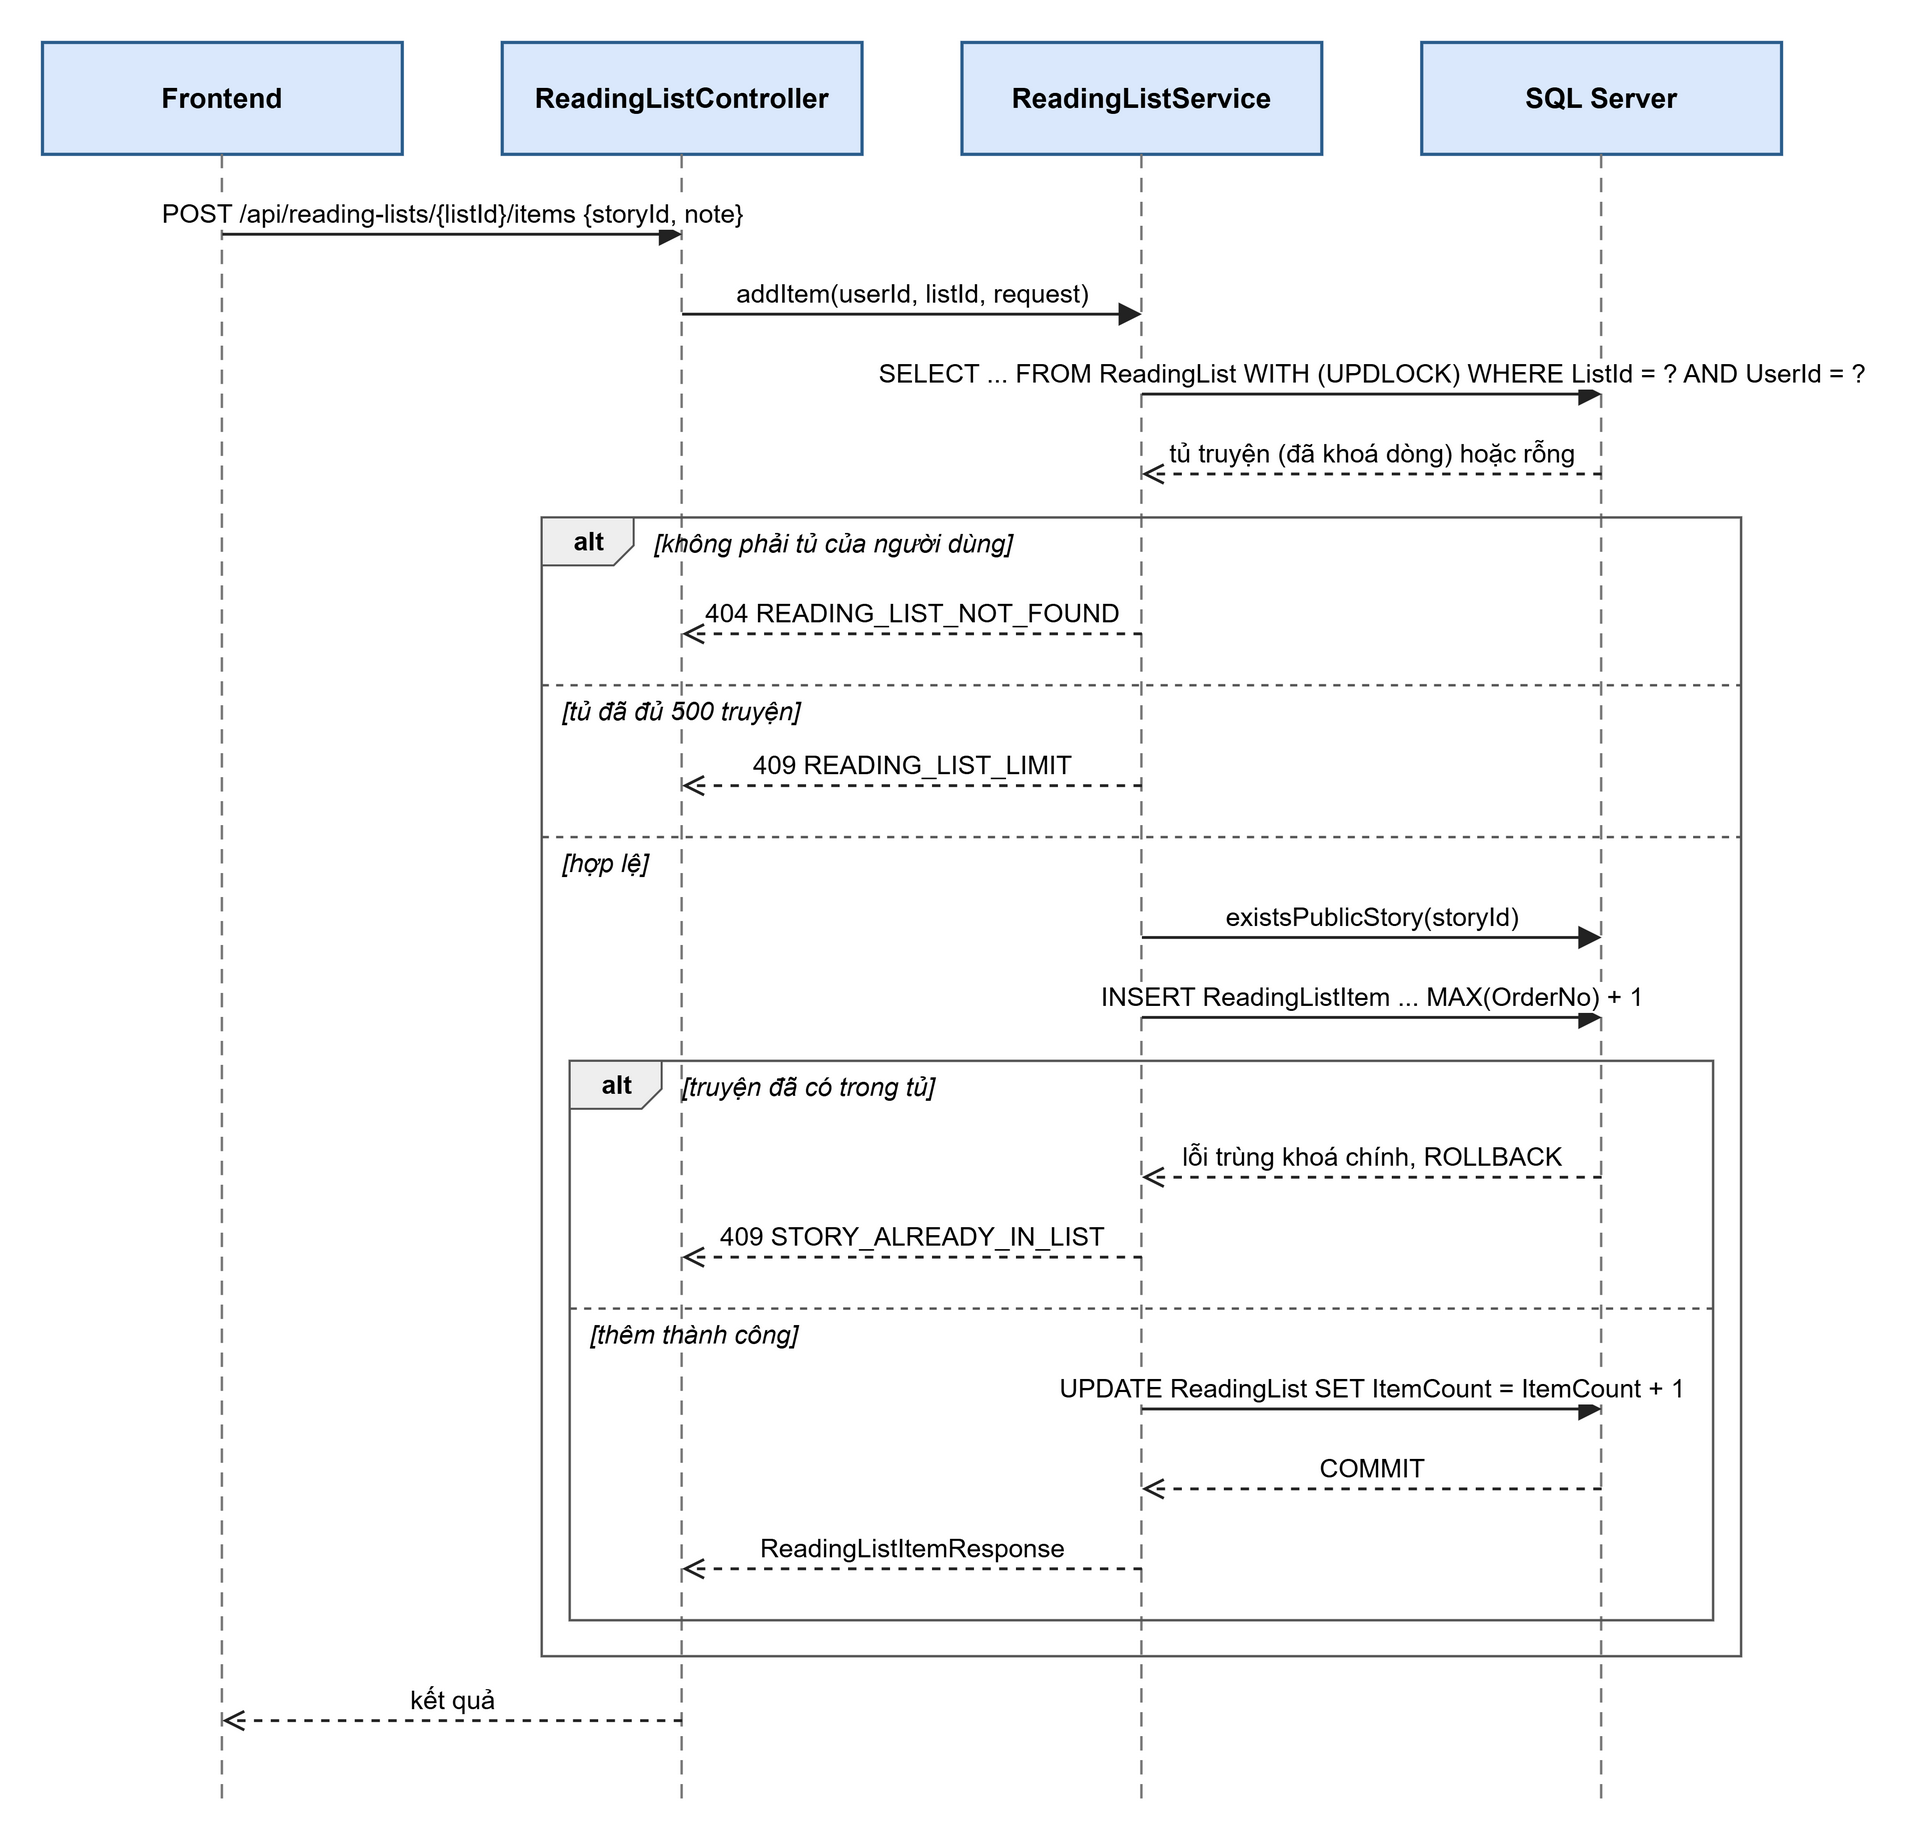 Frontend
ReadingListController
ReadingListService
SQL Server
POST /api/reading-lists/{listId}/items {storyId, note}
addItem(userId, listId, request)
SELECT ... FROM ReadingList WITH (UPDLOCK) WHERE ListId = ? AND UserId = ?
tủ truyện (đã khoá dòng) hoặc rỗng
alt
[không phải tủ của người dùng]
404 READING_LIST_NOT_FOUND
[tủ đã đủ 500 truyện]
409 READING_LIST_LIMIT
[hợp lệ]
existsPublicStory(storyId)
INSERT ReadingListItem ... MAX(OrderNo) + 1
alt
[truyện đã có trong tủ]
lỗi trùng khoá chính, ROLLBACK
409 STORY_ALREADY_IN_LIST
[thêm thành công]
UPDATE ReadingList SET ItemCount = ItemCount + 1
COMMIT
ReadingListItemResponse
kết quả